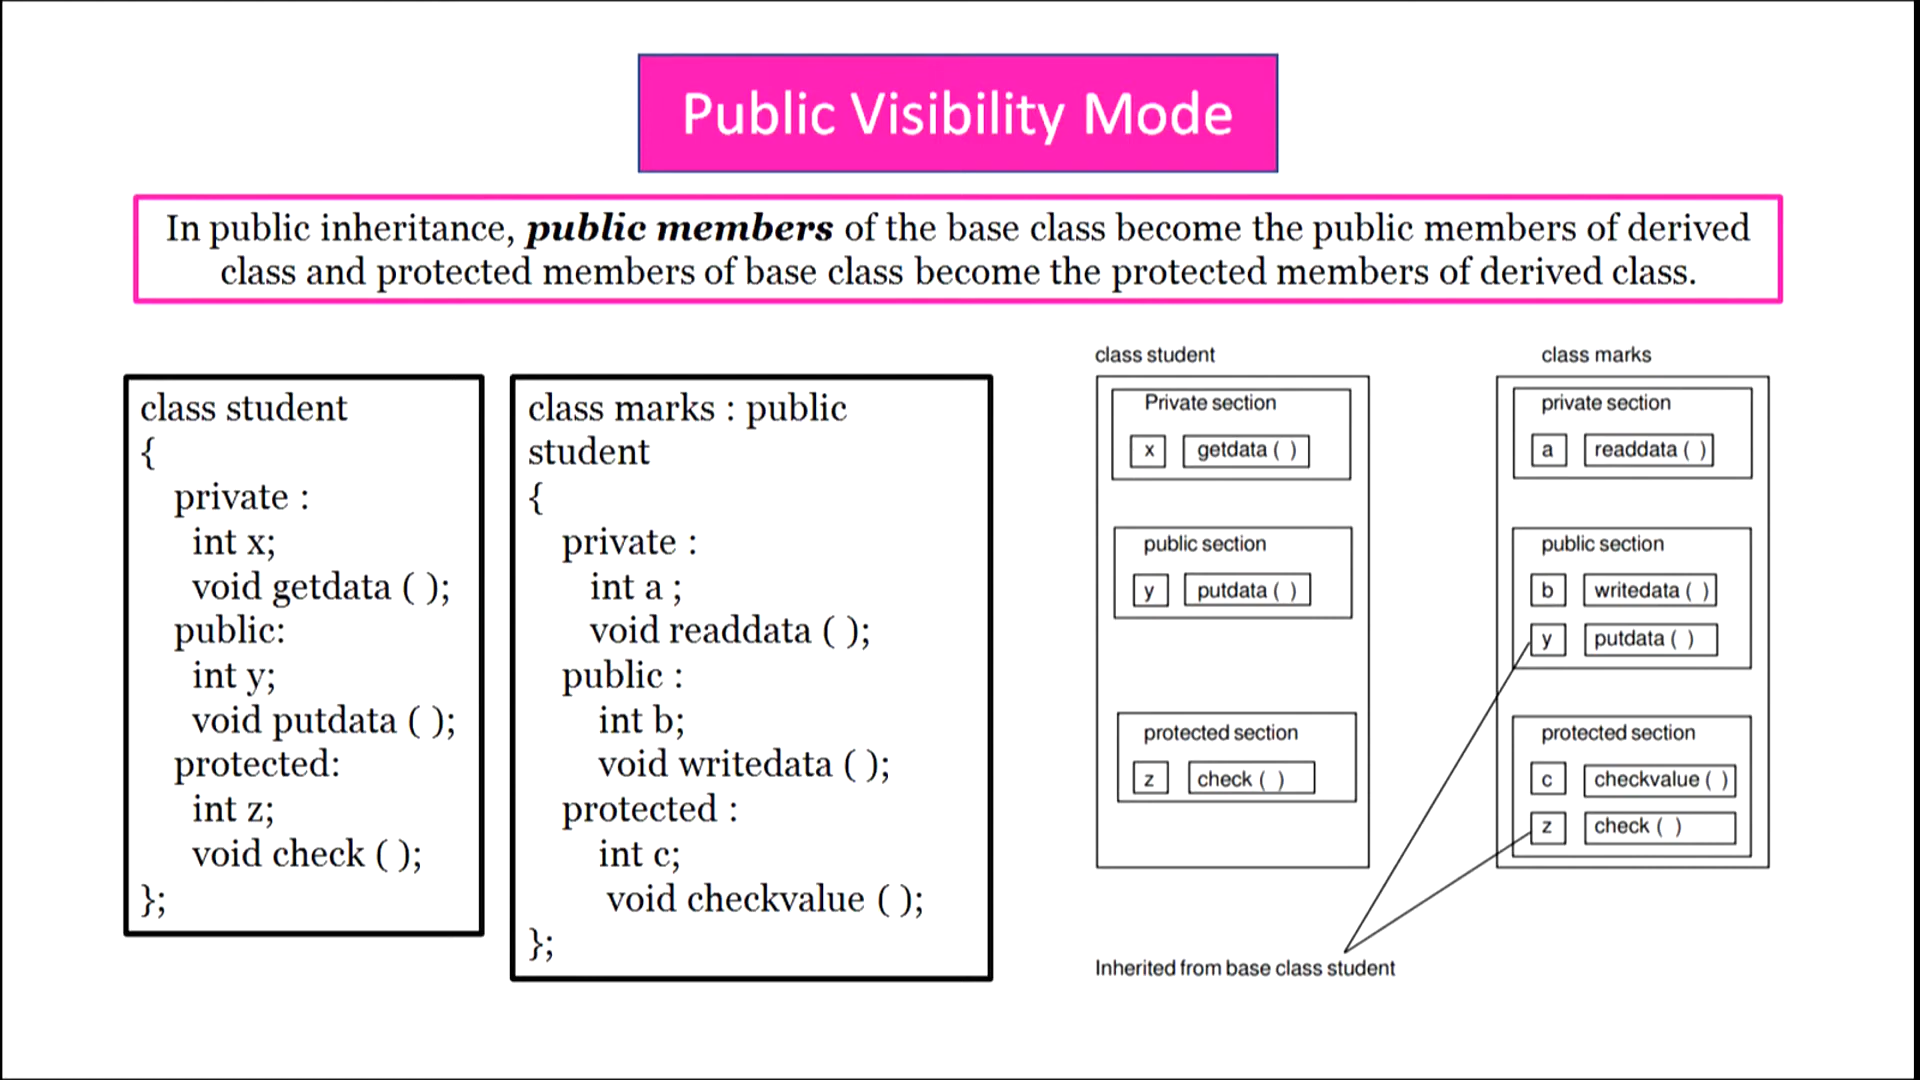 Public Visibility Mode
In public inheritance, public members of the base class become the public members of derived
class and protected members of base class become the protected members of derived class.
class student
{
private :
int x;
void getdata ( );
public:
int y;
void putdata ( );
protected:
int z;
void check ( );
};
class marks : public
student
{
private :
int a ;
void readdata ( );
public :
int b;
void writedata ( );
protected :
int c;
void checkvalue ( );
};
class student
Private section
x getdata ( )
public section
y putdata ( )
protected section
z check ( )
class marks
private section
a readdata ( )
public section
b writedata ( )
y putdata ( )
protected section
c checkvalue ( )
z check ( )
Inherited from base class student